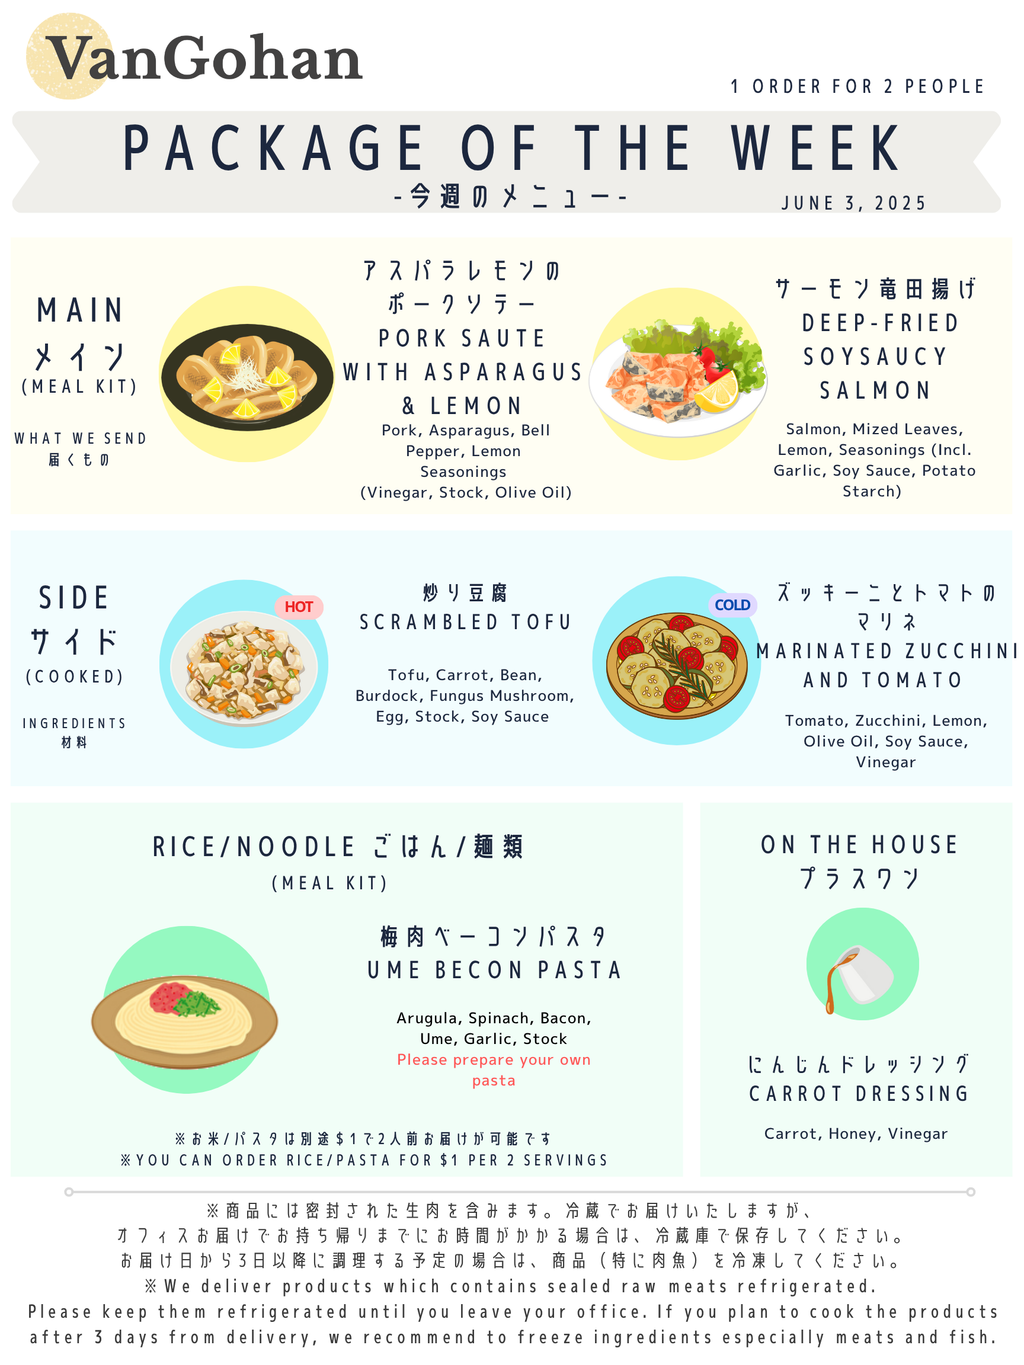 VanGohan
1 ORDER FOR 2 PEOPLE
PACKAGE OF THE WEEK
-今週のメニュー-
JUNE 3, 2025
MAIN
メイン
(MEAL KIT)
WHAT WE SEND
届くもの
アスパラレモンの
ポークソテー
PORK SAUTE
WITH ASPARAGUS
& LEMON
Pork, Asparagus, Bell
Pepper, Lemon
Seasonings
(Vinegar, Stock, Olive Oil)
サーモン竜田揚げ
DEEP-FRIED
SOYSAUCY
SALMON
Salmon, Mized Leaves,
Lemon, Seasonings (Incl.
Garlic, Soy Sauce, Potato
Starch)
SIDE
サイド
(COOKED)
INGREDIENTS
材料
HOT
炒り豆腐
SCRAMBLED TOFU
Tofu, Carrot, Bean,
Burdock, Fungus Mushroom,
Egg, Stock, Soy Sauce
COLD
ズッキーニとトマトの
マリネ
MARINATED ZUCCHINI
AND TOMATO
Tomato, Zucchini, Lemon,
Olive Oil, Soy Sauce,
Vinegar
RICE/NOODLE ごはん/麺類
(MEAL KIT)
梅肉ベーコンパスタ
UME BECON PASTA
Arugula, Spinach, Bacon,
Ume, Garlic, Stock
Please prepare your own
pasta
※お米/パスタは別途$1で2人前お届けが可能です
※YOU CAN ORDER RICE/PASTA FOR $1 PER 2 SERVINGS
ON THE HOUSE
プラスワン
にんじんドレッシング
CARROT DRESSING
Carrot, Honey, Vinegar
※商品には密封された生肉を含みます。冷蔵でお届けいたしますが、
オフィスお届けでお持ち帰りまでにお時間がかかる場合は、冷蔵庫で保存してください。
お届け日から3日以降に調理する予定の場合は、商品（特に肉魚）を冷凍してください。
※We deliver products which contains sealed raw meats refrigerated.
Please keep them refrigerated until you leave your office. If you plan to cook the products
after 3 days from delivery, we recommend to freeze ingredients especially meats and fish.